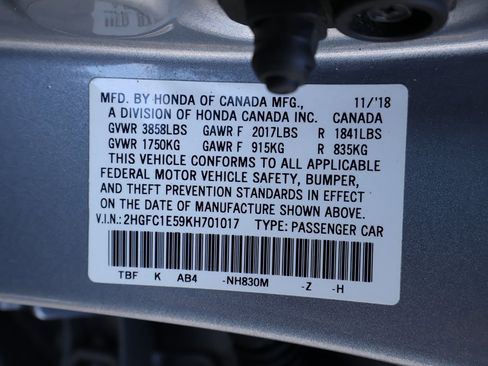 MFD. BY HONDA OF CANADA MFG., 11/'18
A DIVISION OF HONDA CANADA INC. CANADA
GVWR 3858LBS GAWR F 2017LBS R 1841LBS
GVWR 1750KG GAWR F 915KG R 835KG
THIS VEHICLE CONFORMS TO ALL APPLICABLE
FEDERAL MOTOR VEHICLE SAFETY, BUMPER,
AND THEFT PREVENTION STANDARDS IN EFFECT
ON THE DATE OF MANUFACTURE SHOWN ABOVE.
V.I.N.: 2HGFC1E59KH701017 TYPE: PASSENGER CAR
TBF K AB4 -NH830M -Z -H